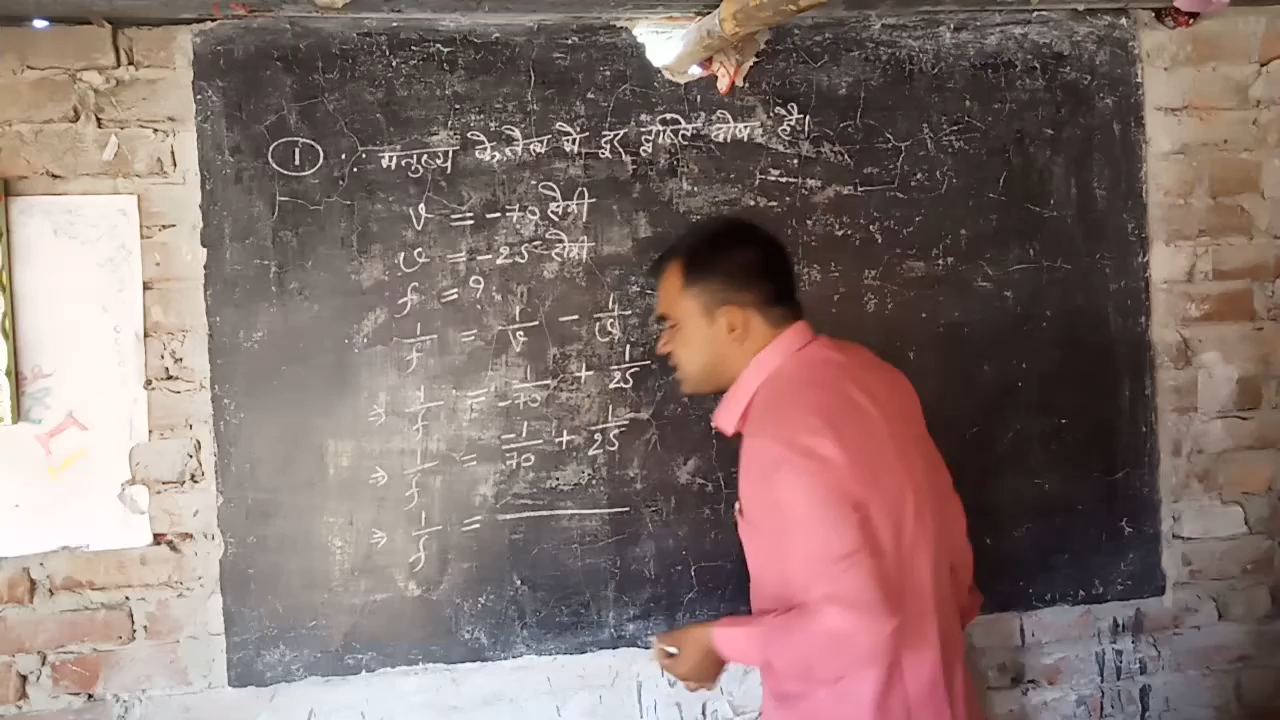 ① ∴ मनुष्य के नेत्र मे दूर दृष्टि दोष है।
v = -70 सेमी
u = -25 सेमी
f = ?
1/f = 1/v - 1/u
⇒ 1/f = 1/-70 + 1/25
⇒ 1/f = -1/70 + 1/25
⇒ 1/f =